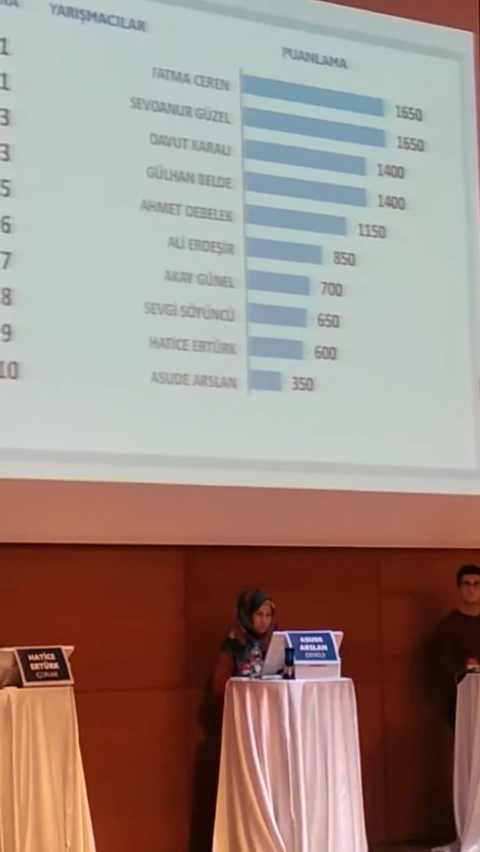 YARIŞMACILAR
PUANLAMA
1 FATMA CEREN 1650
1 SEVDANUR GÜZEL 1650
3 DAVUT KARALI 1400
3 GÜLHAN BELDE 1400
5 AHMET DEBELEK 1150
6 ALİ ERDEŞİR 850
7 AKAY GÜNEL 700
8 SEVGİ SÖYÜNCÜ 650
9 HATİCE ERTÜRK 600
10 ASUDE ARSLAN 350
HATİCE
ERTÜRK
ÇORUM
ASUDE
ARSLAN
DENİZLİ